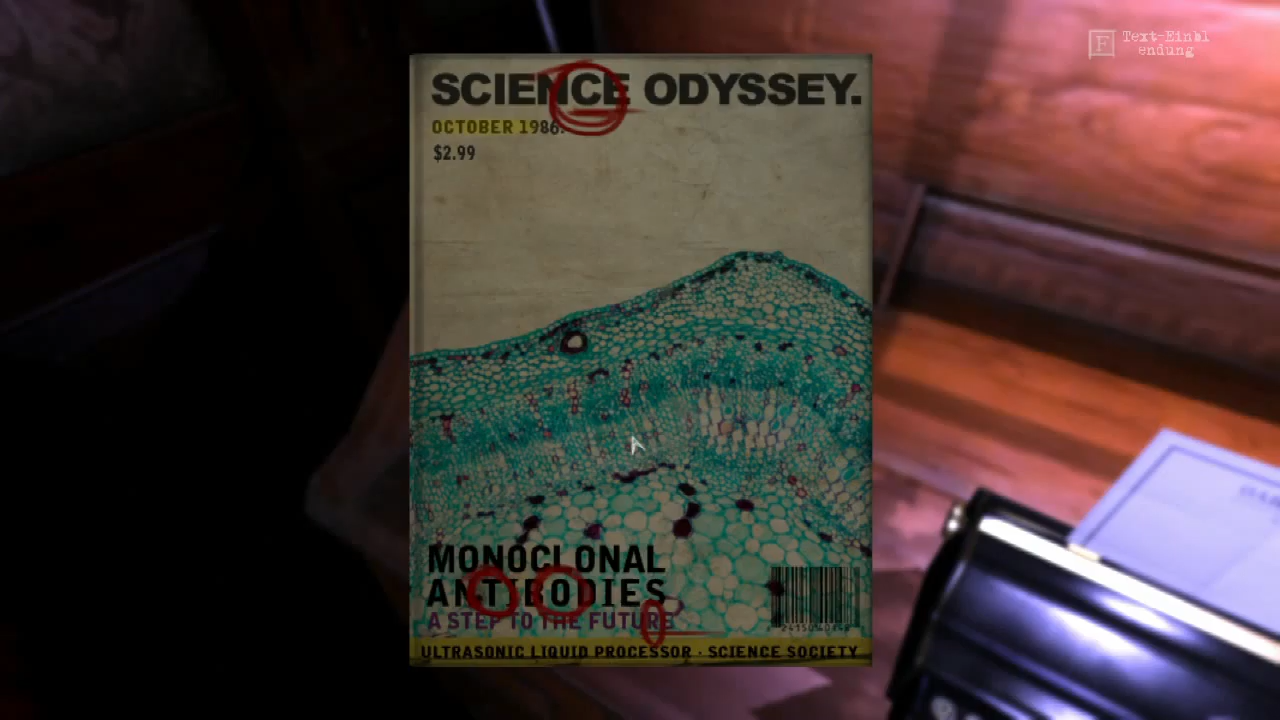 SCIENCE ODYSSEY.
OCTOBER 1986.
$2.99
MONOCLONAL
ANTIBODIES
A STEP TO THE FUTURE
ULTRASONIC LIQUID PROCESSOR · SCIENCE SOCIETY
F Text-Einbl
endung